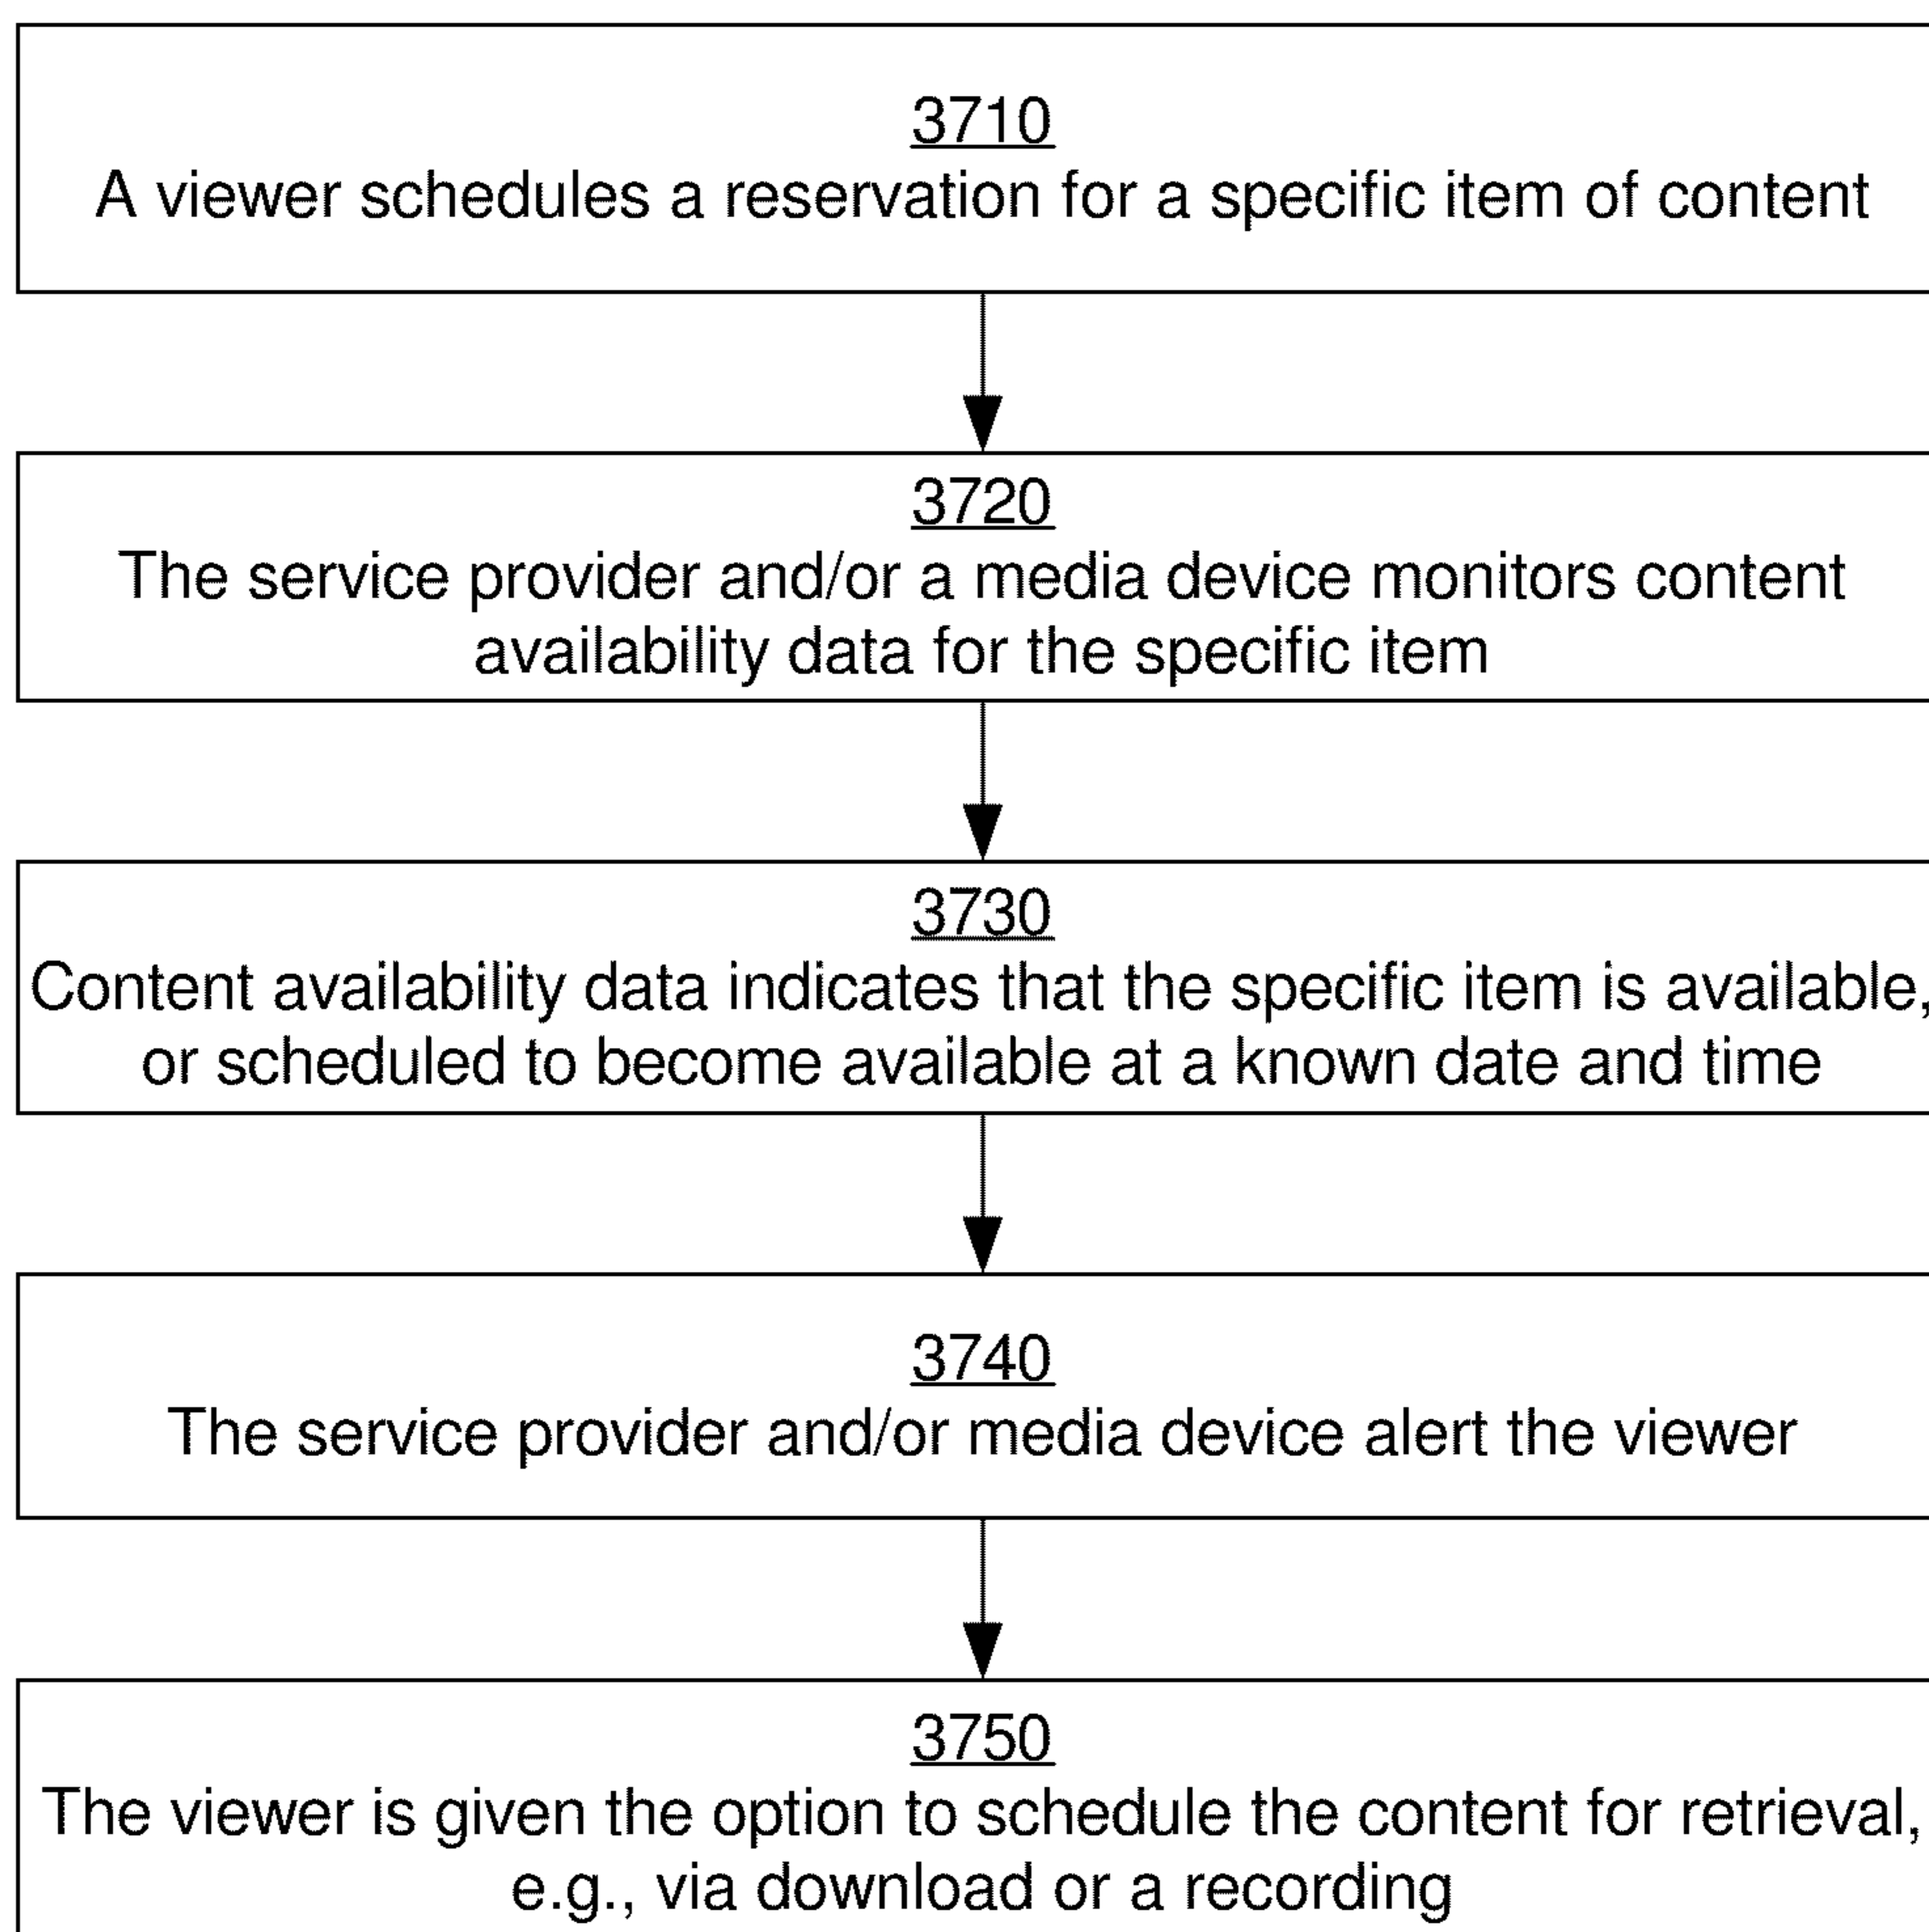 3710
A viewer schedules a reservation for a specific item of content
3720
The service provider and/or a media device monitors content
availability data for the specific item
3730
Content availability data indicates that the specific item is available,
or scheduled to become available at a known date and time
3740
The service provider and/or media device alert the viewer
3750
The viewer is given the option to schedule the content for retrieval,
e.g., via download or a recording